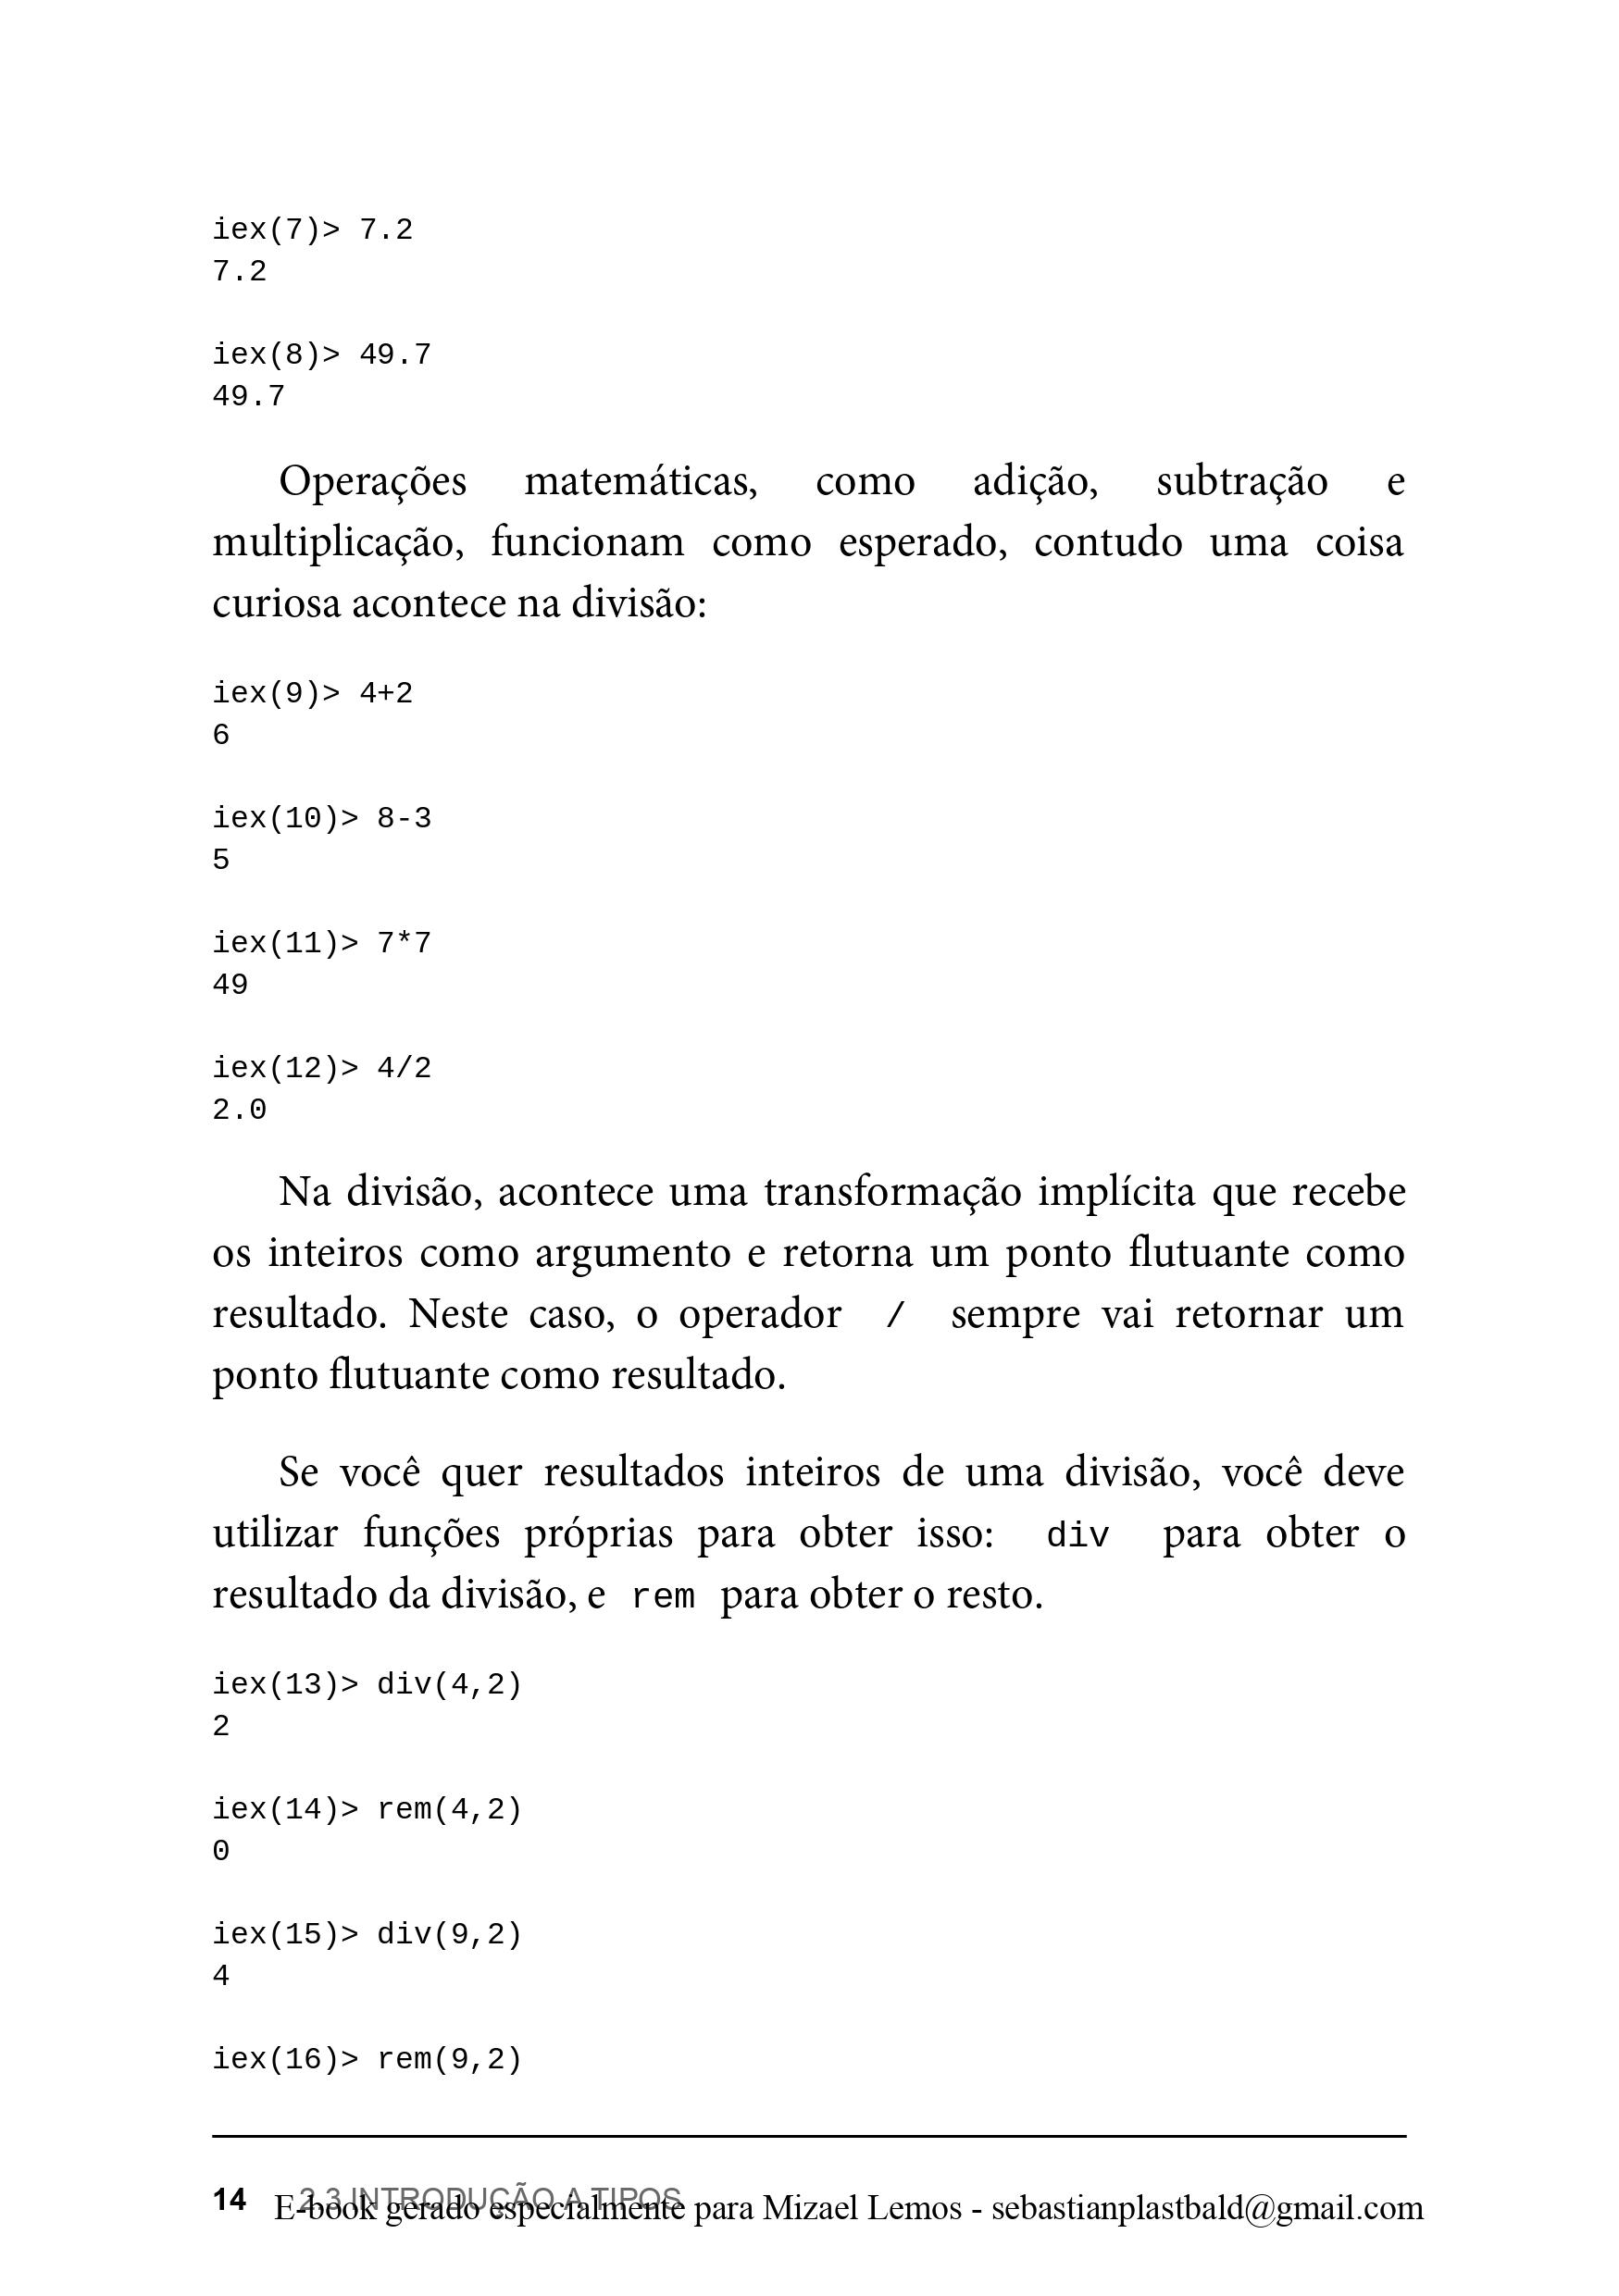 iex(7)> 7.2
7.2
iex(8)> 49.7
49.7
Operações matemáticas, como adição, subtração e
multiplicação, funcionam como esperado, contudo uma coisa
curiosa acontece na divisão:
iex(9)> 4+2
6
iex(10)> 8-3
5
iex(11)> 7*7
49
iex(12)> 4/2
2.0
Na divisão, acontece uma transformação implícita que recebe
os inteiros como argumento e retorna um ponto flutuante como
resultado. Neste caso, o operador / sempre vai retornar um
ponto flutuante como resultado.
Se você quer resultados inteiros de uma divisão, você deve
utilizar funções próprias para obter isso: div para obter o
resultado da divisão, e rem para obter o resto.
iex(13)> div(4,2)
2
iex(14)> rem(4,2)
0
iex(15)> div(9,2)
4
iex(16)> rem(9,2)
14 2.3 INTRODUÇÃO A TIPOS
E-book gerado especialmente para Mizael Lemos - sebastianplastbald@gmail.com